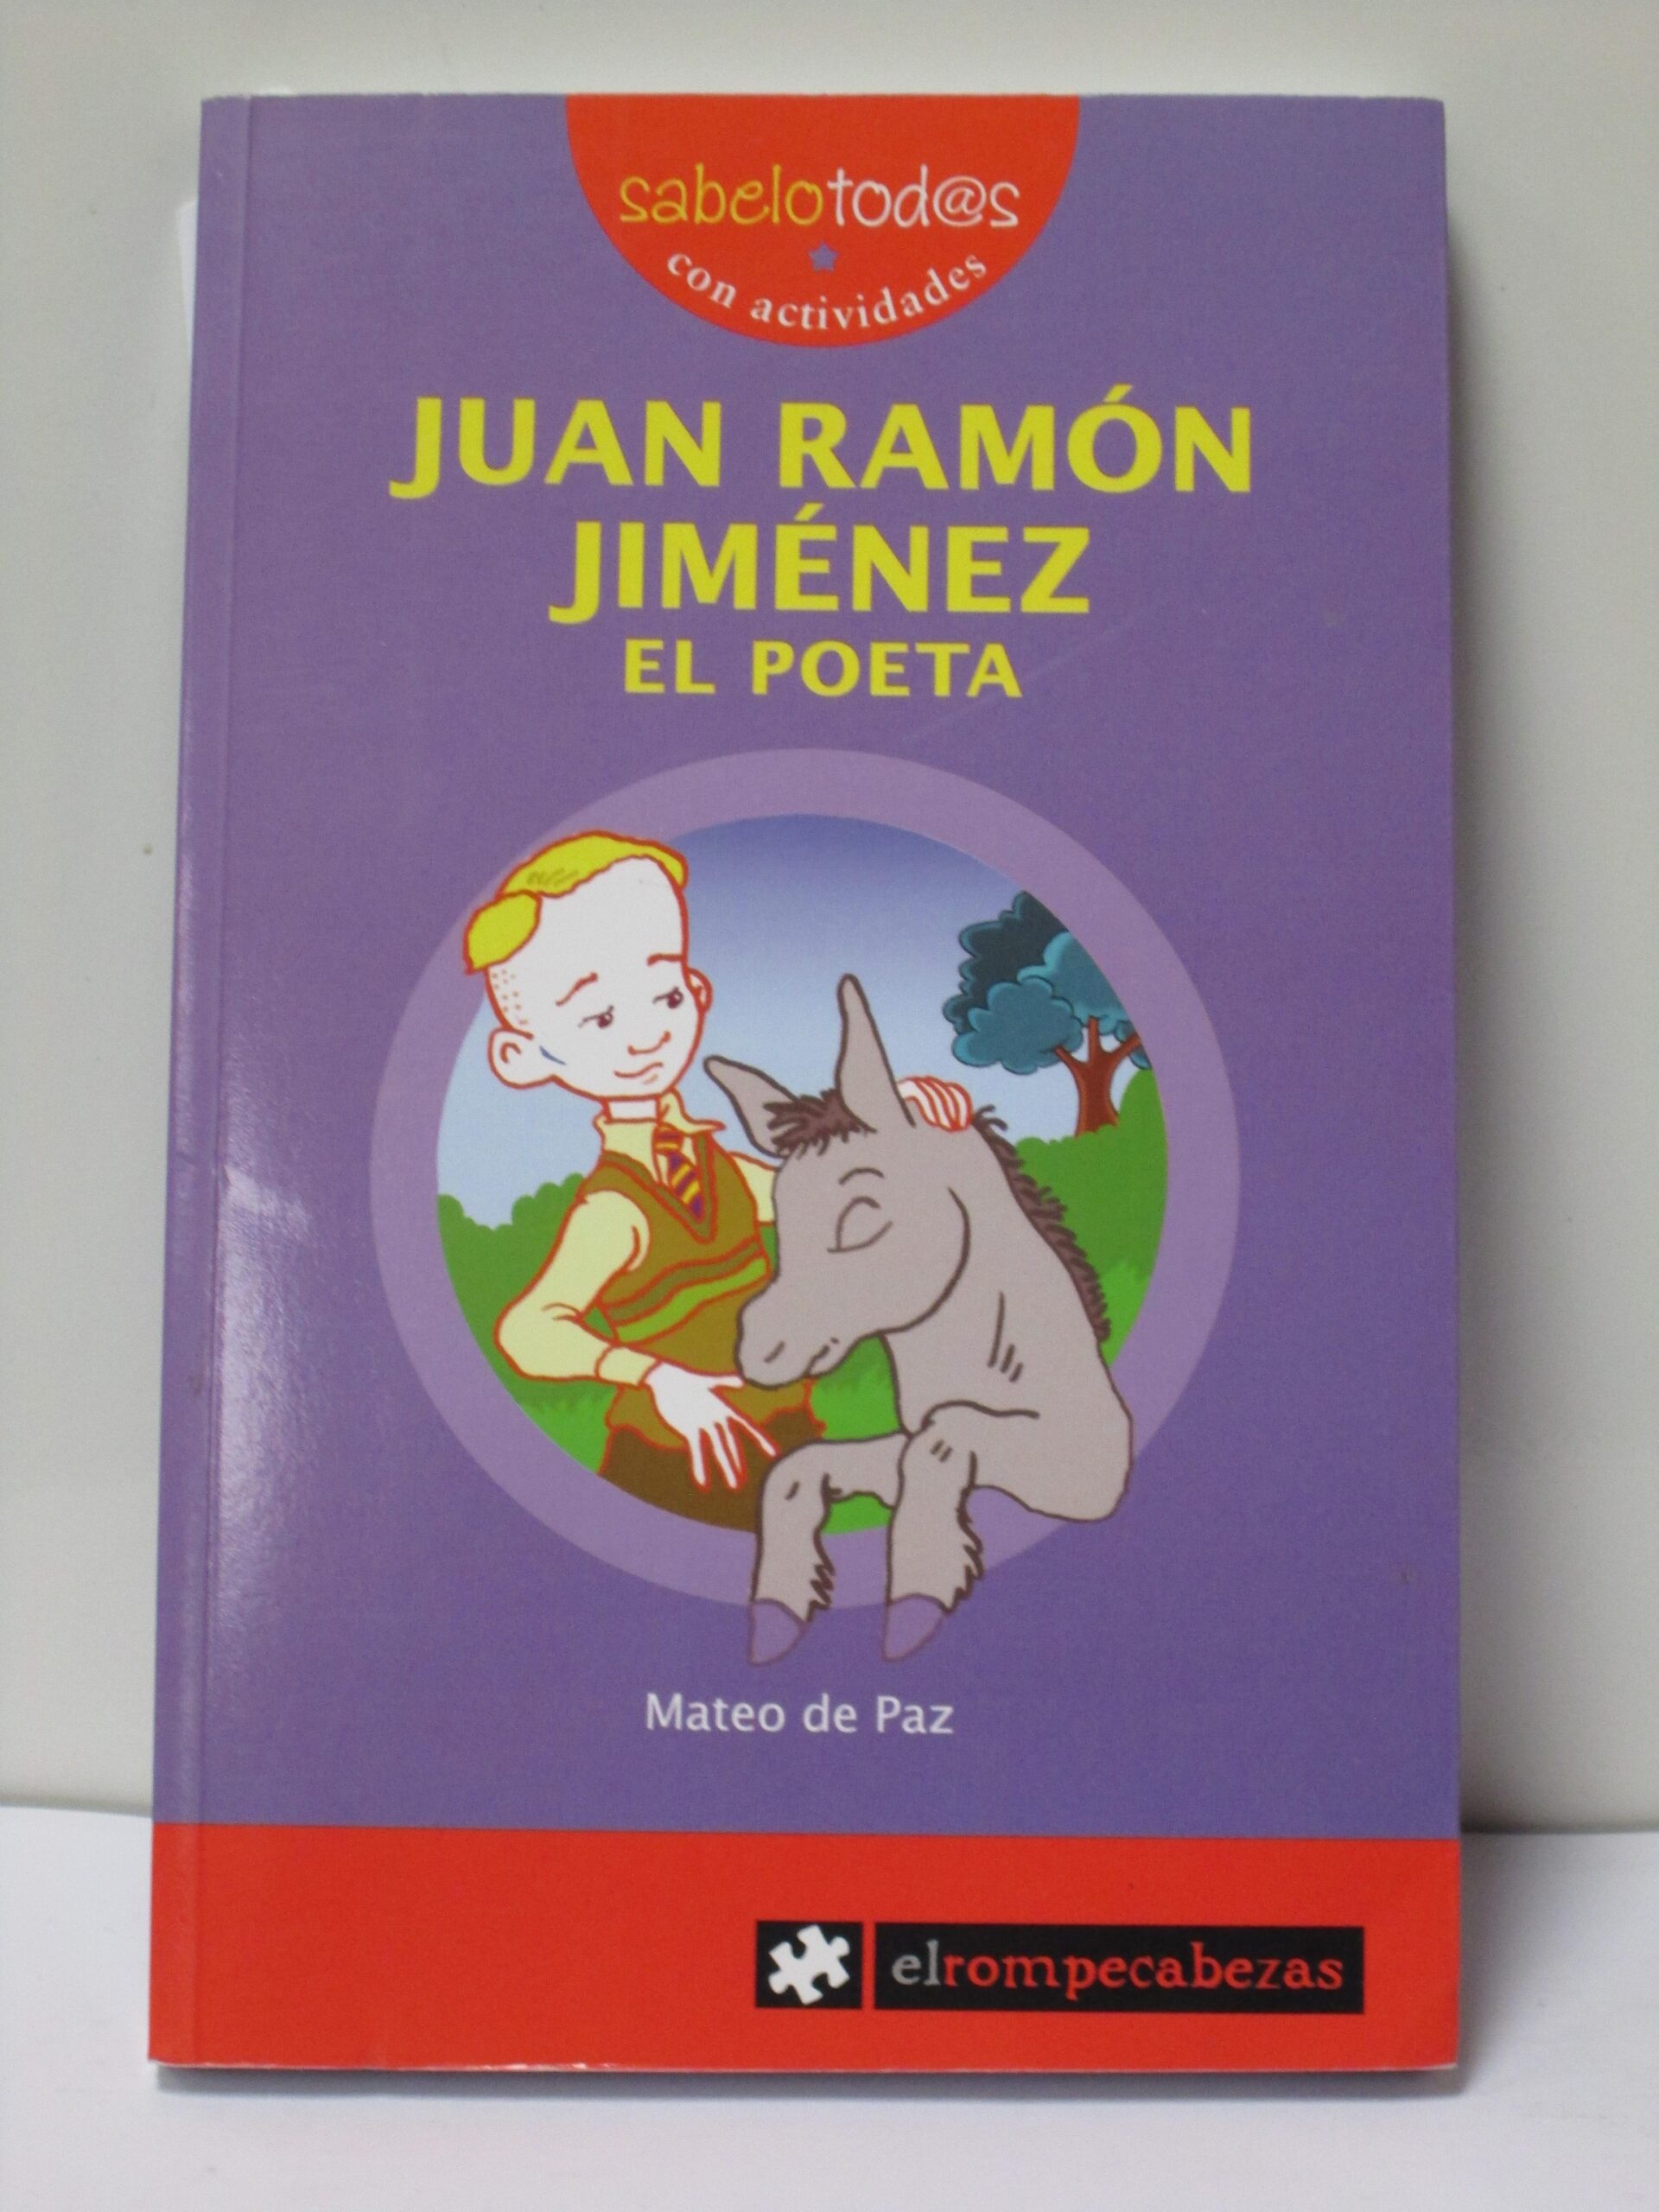 sabelotod@s
con actividades
JUAN RAMÓN
JIMÉNEZ
EL POETA
Mateo de Paz
elrompecabezas